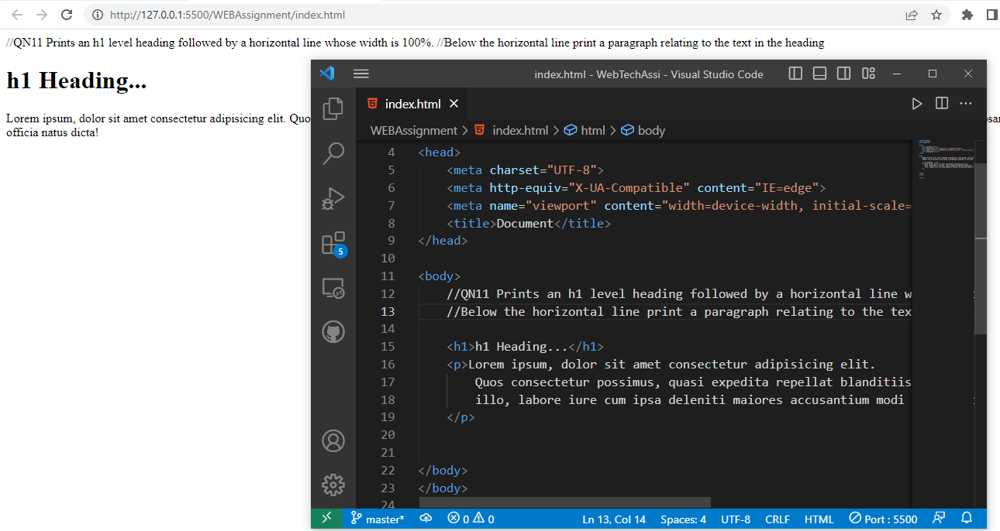 http://127.0.0.1:5500/WEBAssignment/index.html
//QN11 Prints an h1 level heading followed by a horizontal line whose width is 100%. //Below the horizontal line print a paragraph relating to the text in the heading
h1 Heading...
Lorem ipsum, dolor sit amet consectetur adipisicing elit. Quo
officia natus dicta!
index.html - WebTechAssi - Visual Studio Code
index.html
WEBAssignment > index.html > html > body
4 <head>
5 <meta charset="UTF-8">
6 <meta http-equiv="X-UA-Compatible" content="IE=edge">
7 <meta name="viewport" content="width=device-width, initial-scale=
8 <title>Document</title>
9 </head>
10
11 <body>
12 //QN11 Prints an h1 level heading followed by a horizontal line w
13 //Below the horizontal line print a paragraph relating to the tex
14
15 <h1>h1 Heading...</h1>
16 <p>Lorem ipsum, dolor sit amet consectetur adipisicing elit.
17 Quos consectetur possimus, quasi expedita repellat blanditiis
18 illo, labore iure cum ipsa deleniti maiores accusantium modi
19 </p>
20
21
22 </body>
23 </body>
24
5
master* 0 0 Ln 13, Col 14 Spaces: 4 UTF-8 CRLF HTML Port : 5500